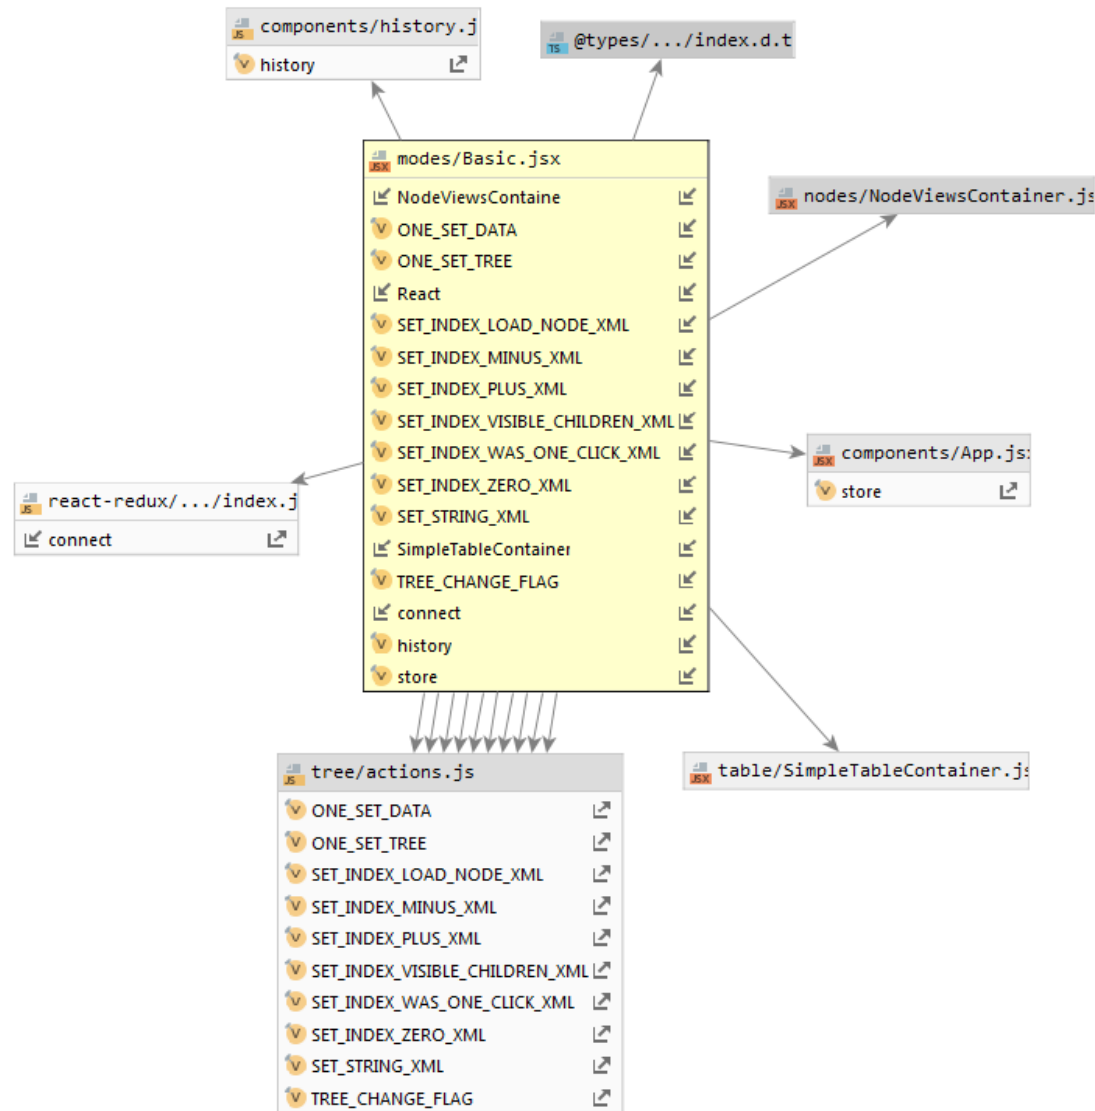 components/history.j
history
@types/.../index.d.t
modes/Basic.jsx
NodeViewsContaine
ONE_SET_DATA
ONE_SET_TREE
React
SET_INDEX_LOAD_NODE_XML
SET_INDEX_MINUS_XML
SET_INDEX_PLUS_XML
SET_INDEX_VISIBLE_CHILDREN_XML
SET_INDEX_WAS_ONE_CLICK_XML
SET_INDEX_ZERO_XML
SET_STRING_XML
SimpleTableContainer
TREE_CHANGE_FLAG
connect
history
store
nodes/NodeViewsContainer.js
components/App.js
store
react-redux/.../index.j
connect
table/SimpleTableContainer.js
tree/actions.js
ONE_SET_DATA
ONE_SET_TREE
SET_INDEX_LOAD_NODE_XML
SET_INDEX_MINUS_XML
SET_INDEX_PLUS_XML
SET_INDEX_VISIBLE_CHILDREN_XML
SET_INDEX_WAS_ONE_CLICK_XML
SET_INDEX_ZERO_XML
SET_STRING_XML
TREE_CHANGE_FLAG